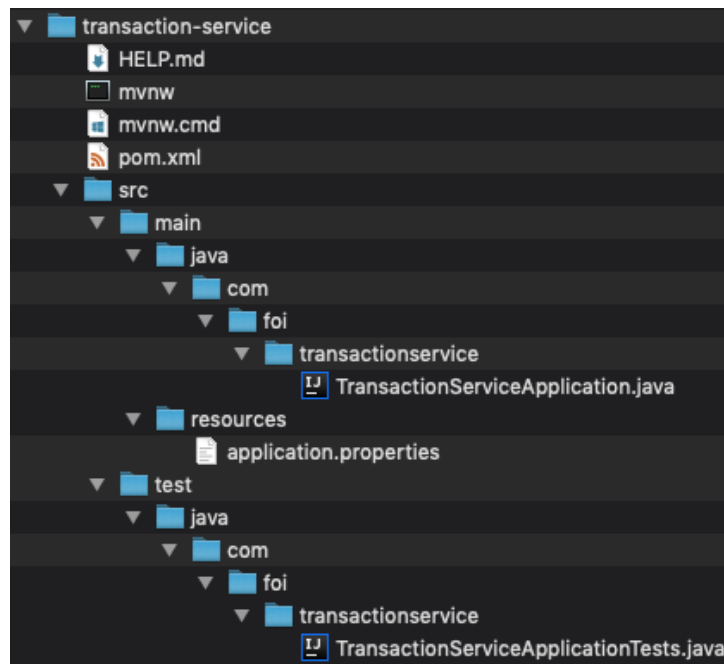 transaction-service
HELP.md
mvnw
mvnw.cmd
pom.xml
src
main
java
com
foi
transactionservice
TransactionServiceApplication.java
resources
application.properties
test
java
com
foi
transactionservice
TransactionServiceApplicationTests.java